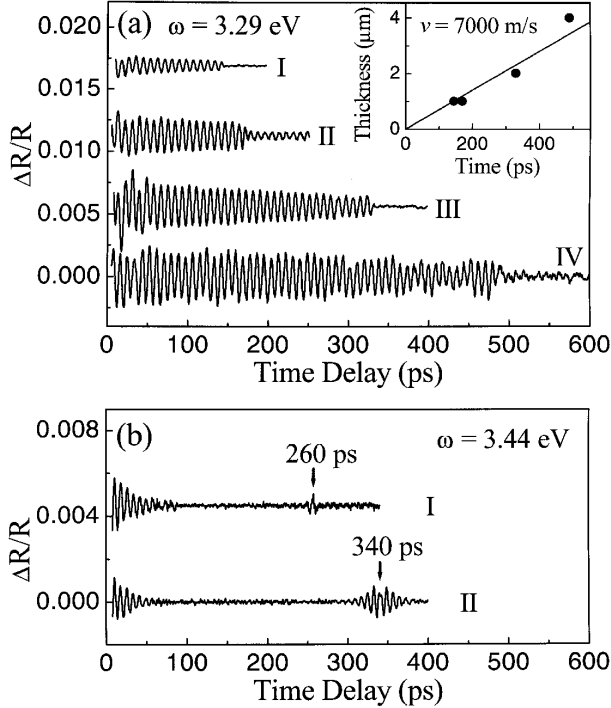 (a) ω = 3.29 eV
I
II
III
IV
0.020
0.015
0.010
0.005
0.000
ΔR/R
0 100 200 300 400 500 600
Time Delay (ps)
v = 7000 m/s
4
2
0
Thickness (μm)
0 200 400
Time (ps)
(b) ω = 3.44 eV
260 ps
I
340 ps
II
0.008
0.004
0.000
ΔR/R
0 100 200 300 400 500 600
Time Delay (ps)